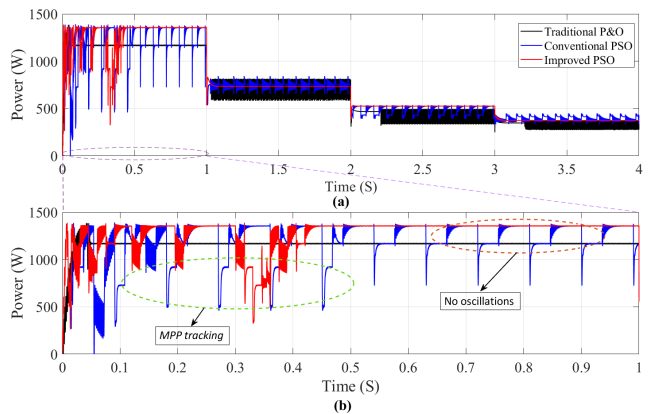 1500
1000
500
0
Power (W)
Traditional P&O
Conventional PSO
Improved PSO
0 0.5 1 1.5 2 2.5 3 3.5 4
Time (S)
(a)
1500
1000
500
0
Power (W)
MPP tracking
No oscillations
0 0.1 0.2 0.3 0.4 0.5 0.6 0.7 0.8 0.9 1
Time (S)
(b)